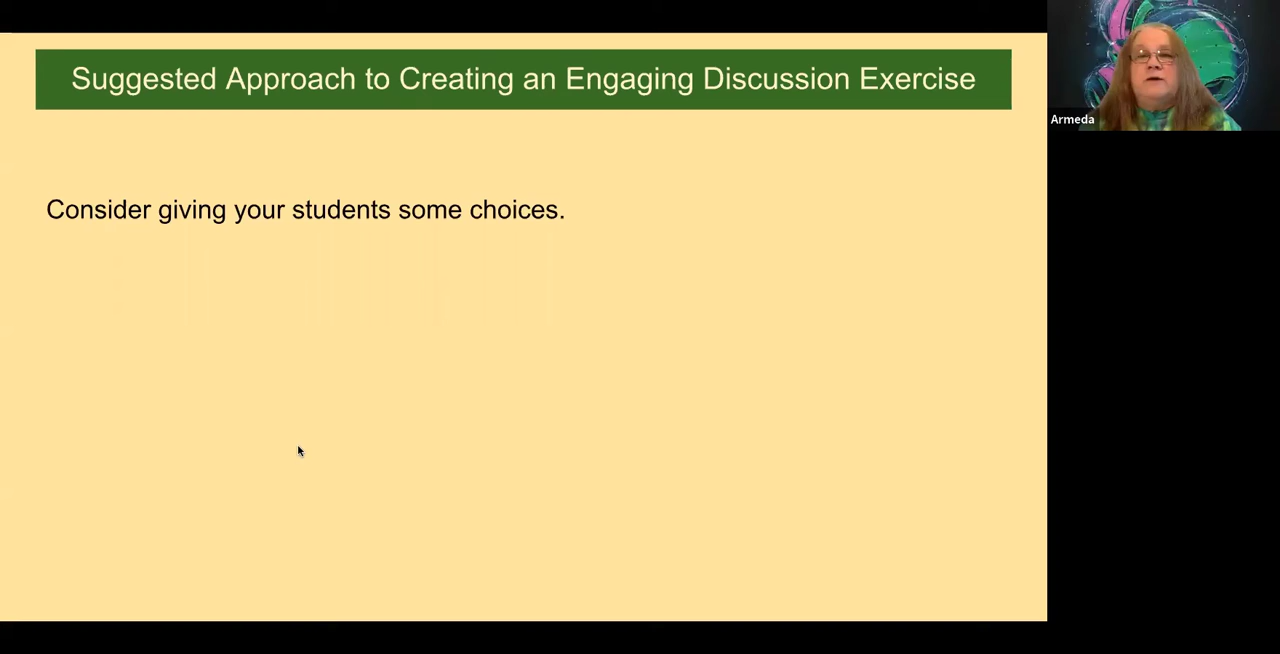 Suggested Approach to Creating an Engaging Discussion Exercise
Consider giving your students some choices.
Armeda